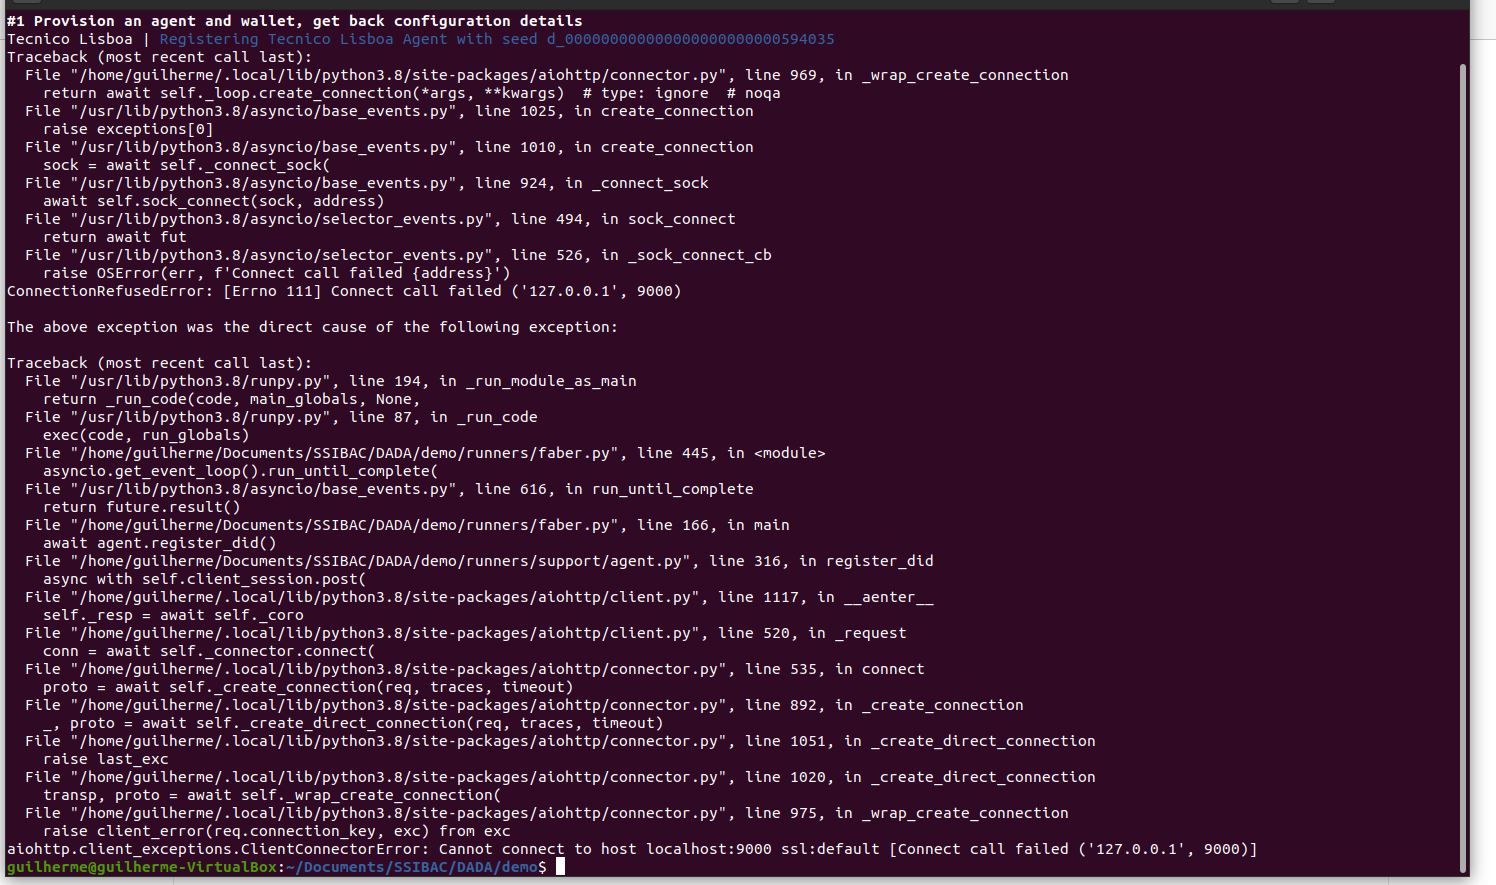 #1 Provision an agent and wallet, get back configuration details
Tecnico Lisboa | Registering Tecnico Lisboa Agent with seed d_000000000000000000000000594035
Traceback (most recent call last):
  File "/home/guilherme/.local/lib/python3.8/site-packages/aiohttp/connector.py", line 969, in _wrap_create_connection
    return await self._loop.create_connection(*args, **kwargs)  # type: ignore  # noqa
  File "/usr/lib/python3.8/asyncio/base_events.py", line 1025, in create_connection
    raise exceptions[0]
  File "/usr/lib/python3.8/asyncio/base_events.py", line 1010, in create_connection
    sock = await self._connect_sock(
  File "/usr/lib/python3.8/asyncio/base_events.py", line 924, in _connect_sock
    await self.sock_connect(sock, address)
  File "/usr/lib/python3.8/asyncio/selector_events.py", line 494, in sock_connect
    return await fut
  File "/usr/lib/python3.8/asyncio/selector_events.py", line 526, in _sock_connect_cb
    raise OSError(err, f'Connect call failed {address}')
ConnectionRefusedError: [Errno 111] Connect call failed ('127.0.0.1', 9000)

The above exception was the direct cause of the following exception:

Traceback (most recent call last):
  File "/usr/lib/python3.8/runpy.py", line 194, in _run_module_as_main
    return _run_code(code, main_globals, None,
  File "/usr/lib/python3.8/runpy.py", line 87, in _run_code
    exec(code, run_globals)
  File "/home/guilherme/Documents/SSIBAC/DADA/demo/runners/faber.py", line 445, in <module>
    asyncio.get_event_loop().run_until_complete(
  File "/usr/lib/python3.8/asyncio/base_events.py", line 616, in run_until_complete
    return future.result()
  File "/home/guilherme/Documents/SSIBAC/DADA/demo/runners/faber.py", line 166, in main
    await agent.register_did()
  File "/home/guilherme/Documents/SSIBAC/DADA/demo/runners/support/agent.py", line 316, in register_did
    async with self.client_session.post(
  File "/home/guilherme/.local/lib/python3.8/site-packages/aiohttp/client.py", line 1117, in __aenter__
    self._resp = await self._coro
  File "/home/guilherme/.local/lib/python3.8/site-packages/aiohttp/client.py", line 520, in _request
    conn = await self._connector.connect(
  File "/home/guilherme/.local/lib/python3.8/site-packages/aiohttp/connector.py", line 535, in connect
    proto = await self._create_connection(req, traces, timeout)
  File "/home/guilherme/.local/lib/python3.8/site-packages/aiohttp/connector.py", line 892, in _create_connection
    _, proto = await self._create_direct_connection(req, traces, timeout)
  File "/home/guilherme/.local/lib/python3.8/site-packages/aiohttp/connector.py", line 1051, in _create_direct_connection
    raise last_exc
  File "/home/guilherme/.local/lib/python3.8/site-packages/aiohttp/connector.py", line 1020, in _create_direct_connection
    transp, proto = await self._wrap_create_connection(
  File "/home/guilherme/.local/lib/python3.8/site-packages/aiohttp/connector.py", line 975, in _wrap_create_connection
    raise client_error(req.connection_key, exc) from exc
aiohttp.client_exceptions.ClientConnectorError: Cannot connect to host localhost:9000 ssl:default [Connect call failed ('127.0.0.1', 9000)]
guilherme@guilherme-VirtualBox:~/Documents/SSIBAC/DADA/demo$